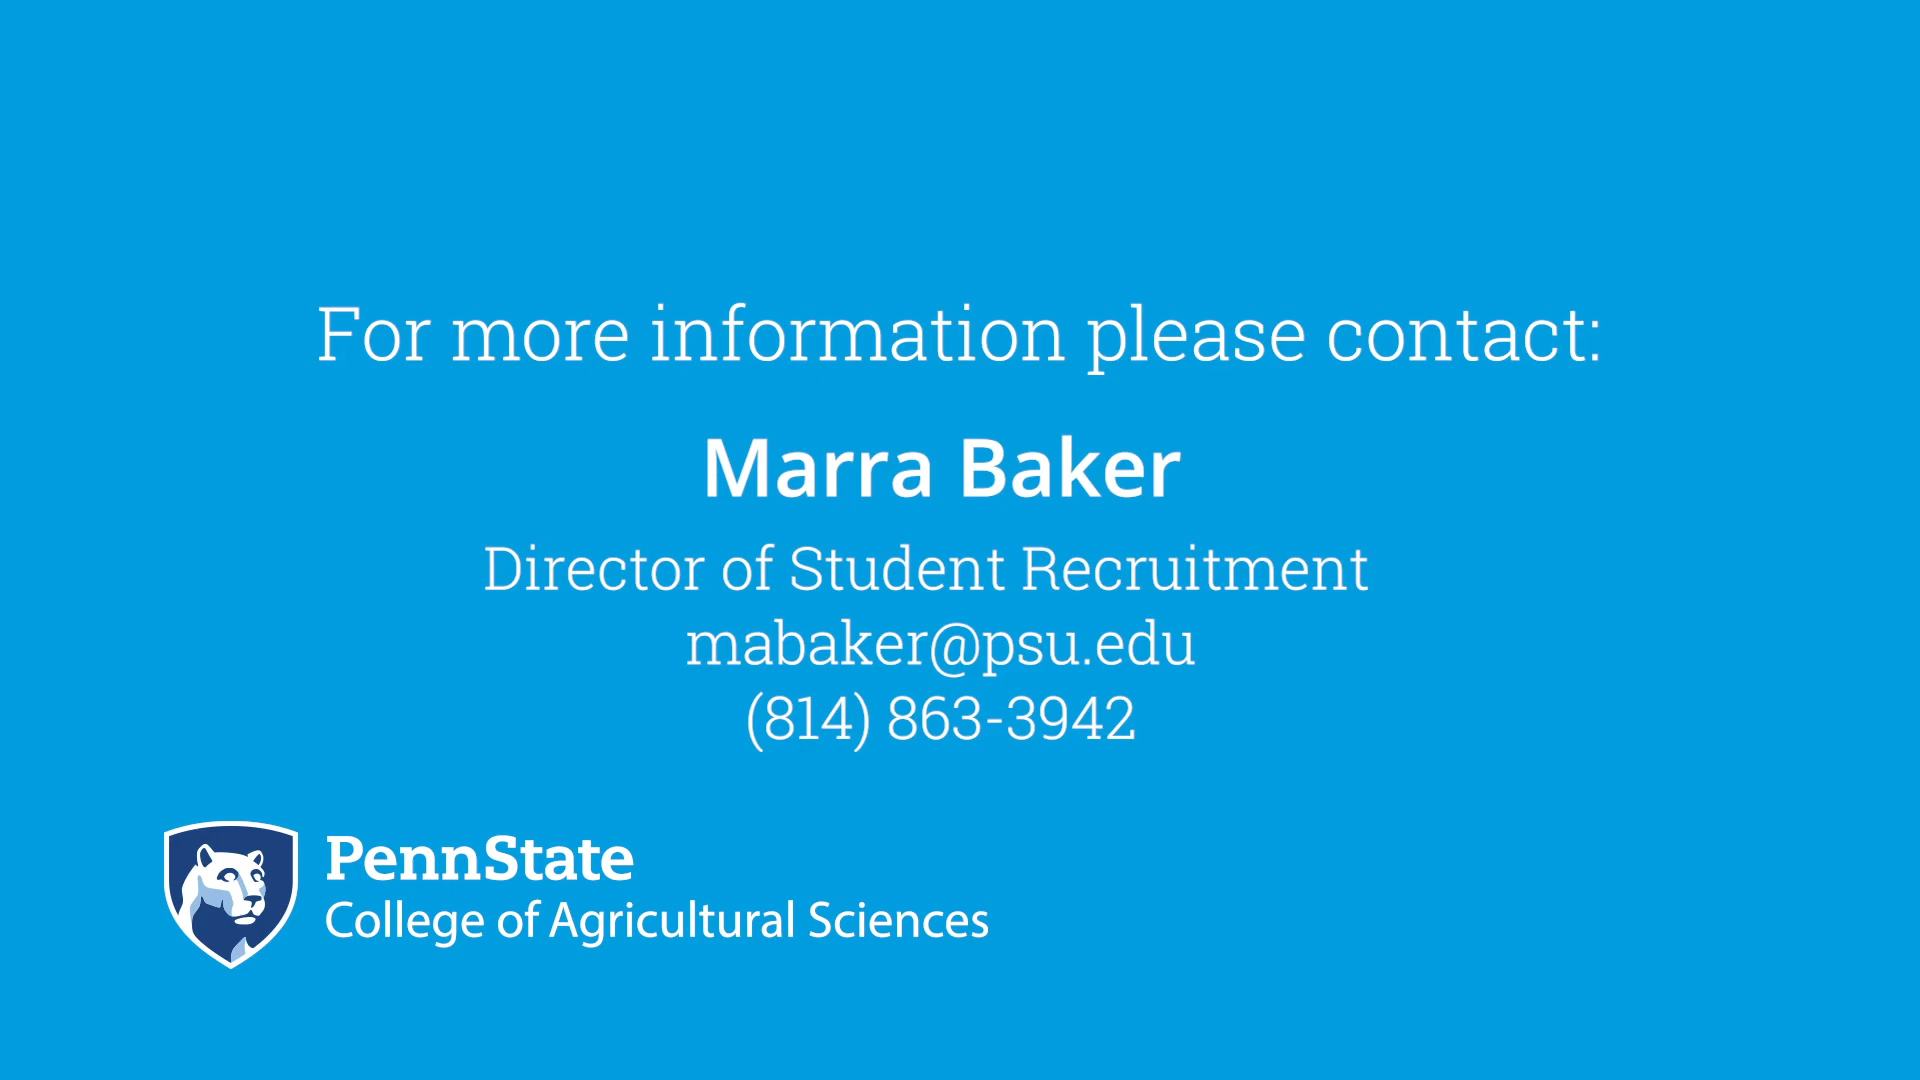 For more information please contact:
Marra Baker
Director of Student Recruitment
mabaker@psu.edu
(814) 863-3942
PennState
College of Agricultural Sciences